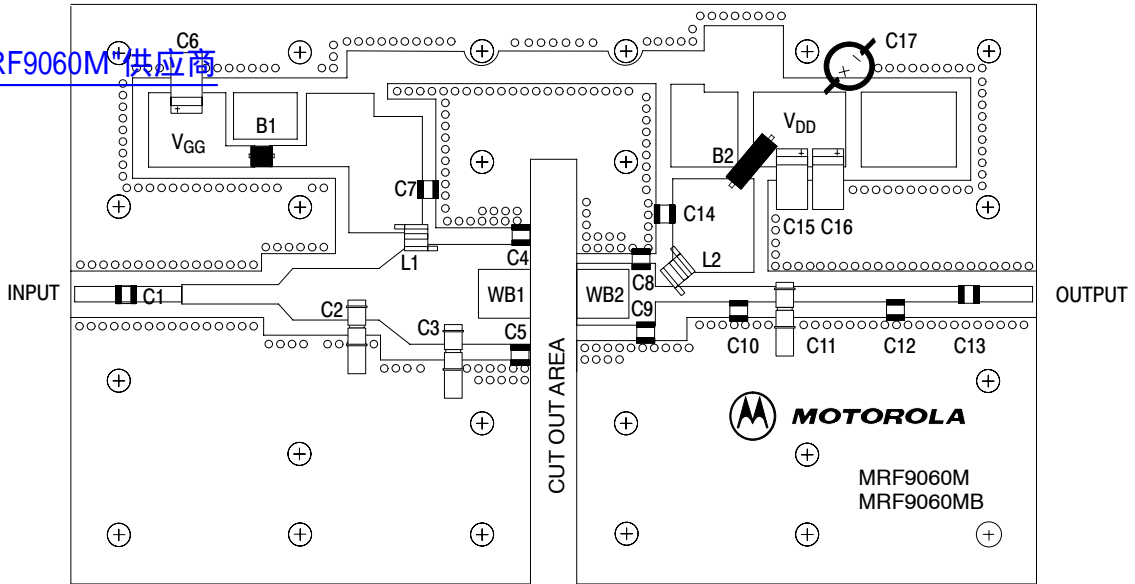 C6
RF9060M"供应商
C17
B1
VGG
VDD
B2
C7
C14
C15 C16
C4
L1
L2
C8
INPUT
C1
WB1
WB2
OUTPUT
C2
C3
C5
C9
C10
C11
C12
C13
CUT OUT AREA
MOTOROLA
MRF9060M
MRF9060MB